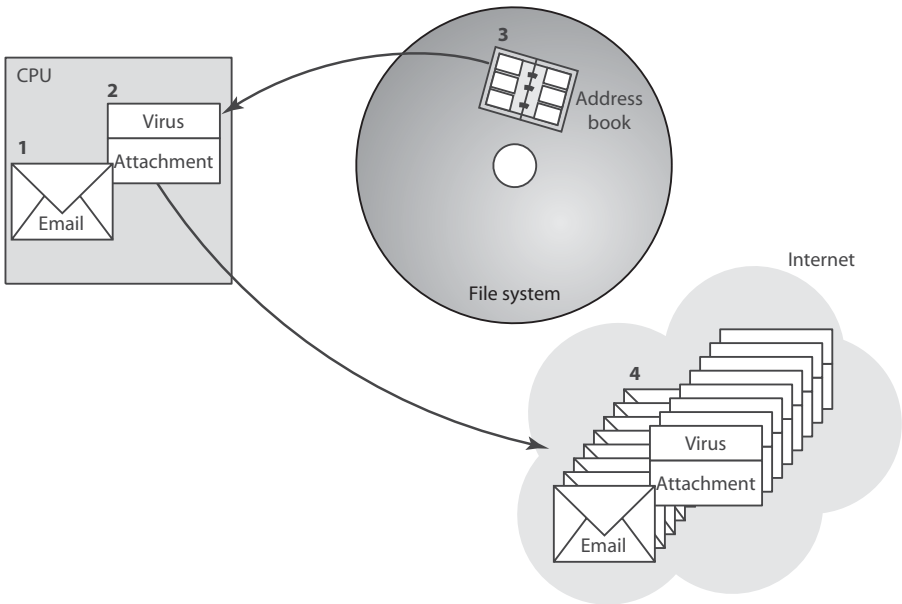 CPU
1
Email
2
Virus
Attachment
3
Address
book
File system
Internet
4
Virus
Attachment
Email